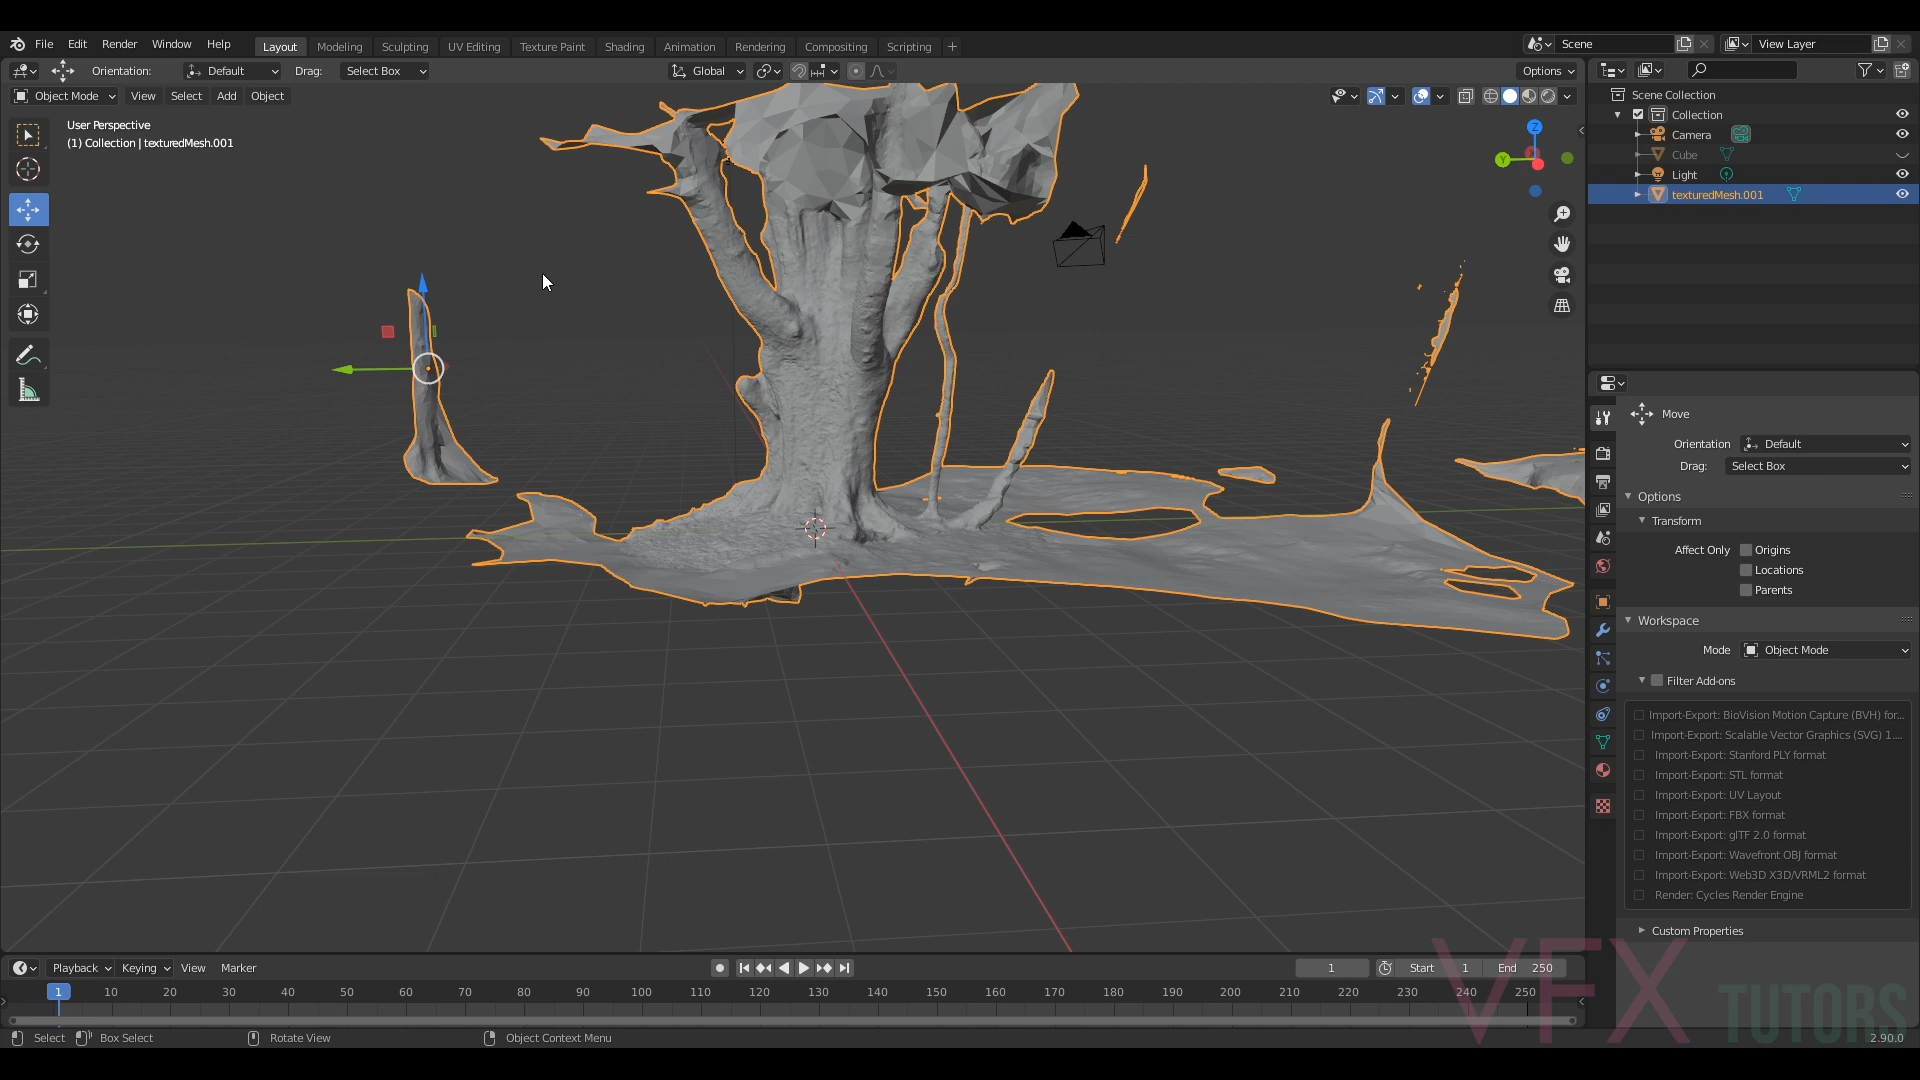 File Edit Render Window Help Layout Modeling Sculpting UV Editing Texture Paint Shading Animation Rendering Compositing Scripting + Scene View Layer
Orientation: Default Drag: Select Box Global Options
Object Mode View Select Add Object
User Perspective
(1) Collection | texturedMesh.001
Z
Y
Scene Collection
Collection
Camera
Cube
Light
texturedMesh.001
Move
Orientation Default
Drag: Select Box
Options
Transform
Affect Only Origins
Locations
Parents
Workspace
Mode Object Mode
Filter Add-ons
Import-Export: BioVision Motion Capture (BVH) for...
Import-Export: Scalable Vector Graphics (SVG) 1....
Import-Export: Stanford PLY format
Import-Export: STL format
Import-Export: UV Layout
Import-Export: FBX format
Import-Export: glTF 2.0 format
Import-Export: Wavefront OBJ format
Import-Export: Web3D X3D/VRML2 format
Render: Cycles Render Engine
Custom Properties
Playback Keying View Marker 1 Start 1 End 250
1 10 20 30 40 50 60 70 80 90 100 110 120 130 140 150 160 170 180 190 200 210 220 230 240 250
VFX TUTORS
Select Box Select Rotate View Object Context Menu 2.90.0